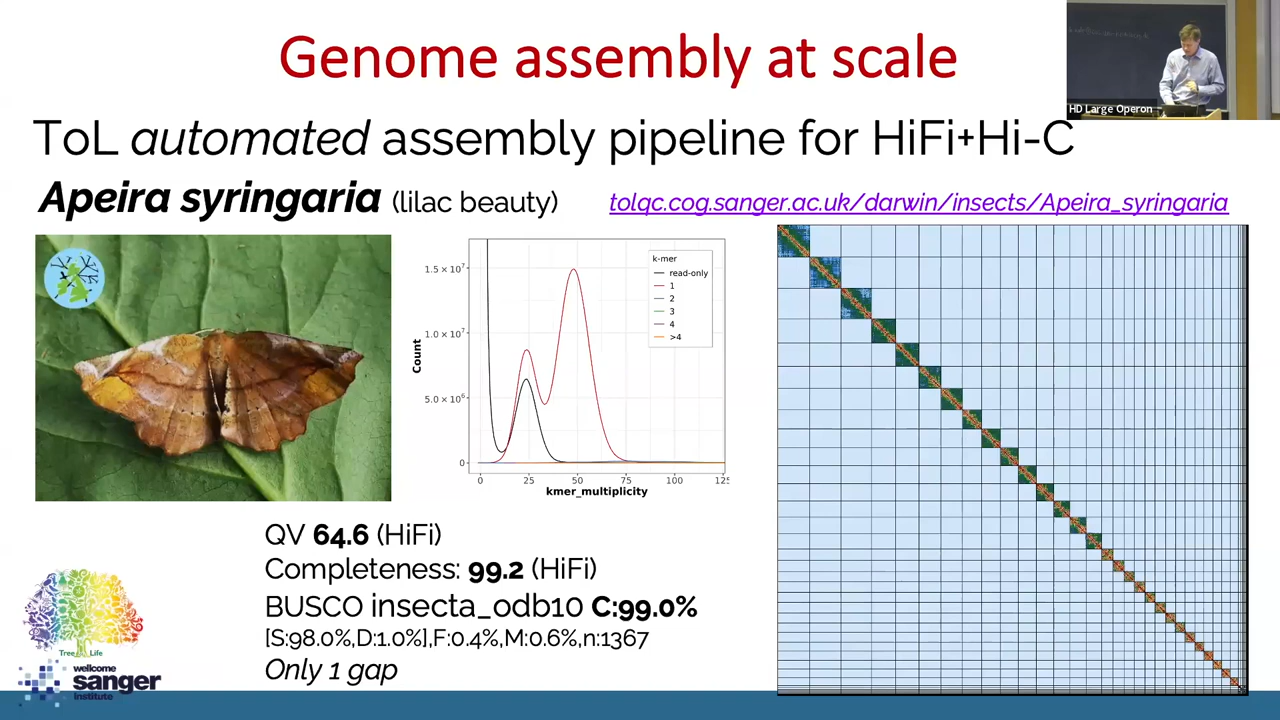 Genome assembly at scale
HD Large Operon
ToL automated assembly pipeline for HiFi+Hi-C
Apeira syringaria (lilac beauty)
tolqc.cog.sanger.ac.uk/darwin/insects/Apeira_syringaria
k-mer
read-only
1
2
3
4
>4
1.5 × 10⁷
1.0 × 10⁷
5.0 × 10⁶
0
Count
0 25 50 75 100
kmer_multiplicity
QV 64.6 (HiFi)
Completeness: 99.2 (HiFi)
BUSCO insecta_odb10 C:99.0%
[S:98.0%,D:1.0%],F:0.4%,M:0.6%,n:1367
Only 1 gap
Tree Life
wellcome
sanger
institute